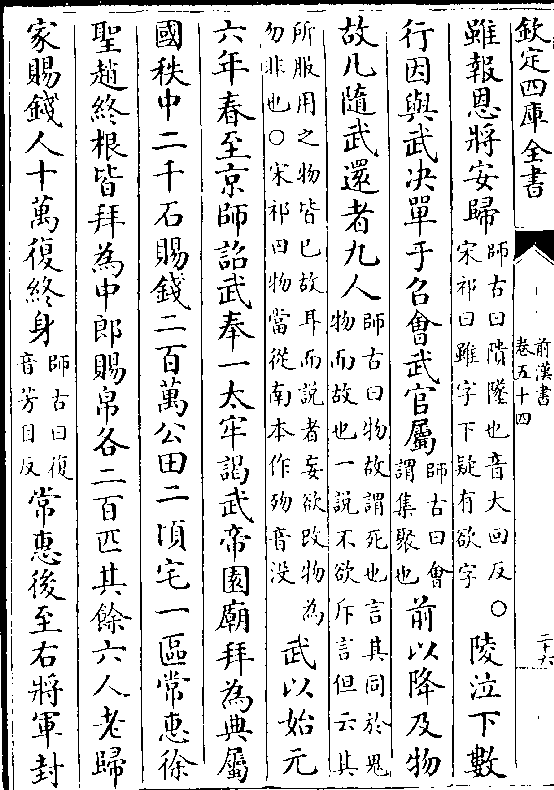 欽定四庫全書
前漢書
卷五十四
二十六
雖報恩將安歸師古曰隤墜也音大回反○
宋祁曰雖字下疑有欲字陵泣下數
行因與武决單于召會武官屬師古曰會
謂集聚也前以降及物
故凡隨武還者九人師古曰物故謂死也言其同於鬼
物而故也一說不欲斥言但云其
所服用之物皆已故耳而說者妄欲改物為
勿非也○宋祁曰物當從南本作歾音没武以始元
六年春至京師詔武奉一太牢謁武帝園廟拜為典屬
國秩中二千石賜錢二百萬公田二頃宅一區常惠徐
聖趙終根皆拜為中郎賜帛各二百匹其餘六人老歸
家賜錢人十萬復終身師古曰復
音芳目反常惠後至右將軍封